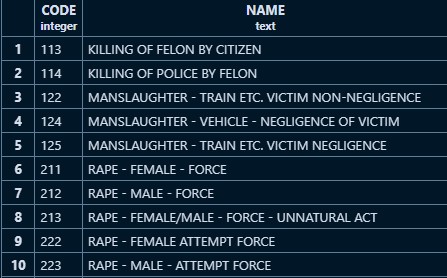 CODE NAME
integer text
1 113 KILLING OF FELON BY CITIZEN
2 114 KILLING OF POLICE BY FELON
3 122 MANSLAUGHTER - TRAIN ETC. VICTIM NON-NEGLIGENCE
4 124 MANSLAUGHTER - VEHICLE - NEGLIGENCE OF VICTIM
5 125 MANSLAUGHTER - TRAIN ETC. VICTIM NEGLIGENCE
6 211 RAPE - FEMALE - FORCE
7 212 RAPE - MALE - FORCE
8 213 RAPE - FEMALE/MALE - FORCE - UNNATURAL ACT
9 222 RAPE - FEMALE ATTEMPT FORCE
10 223 RAPE - MALE - ATTEMPT FORCE